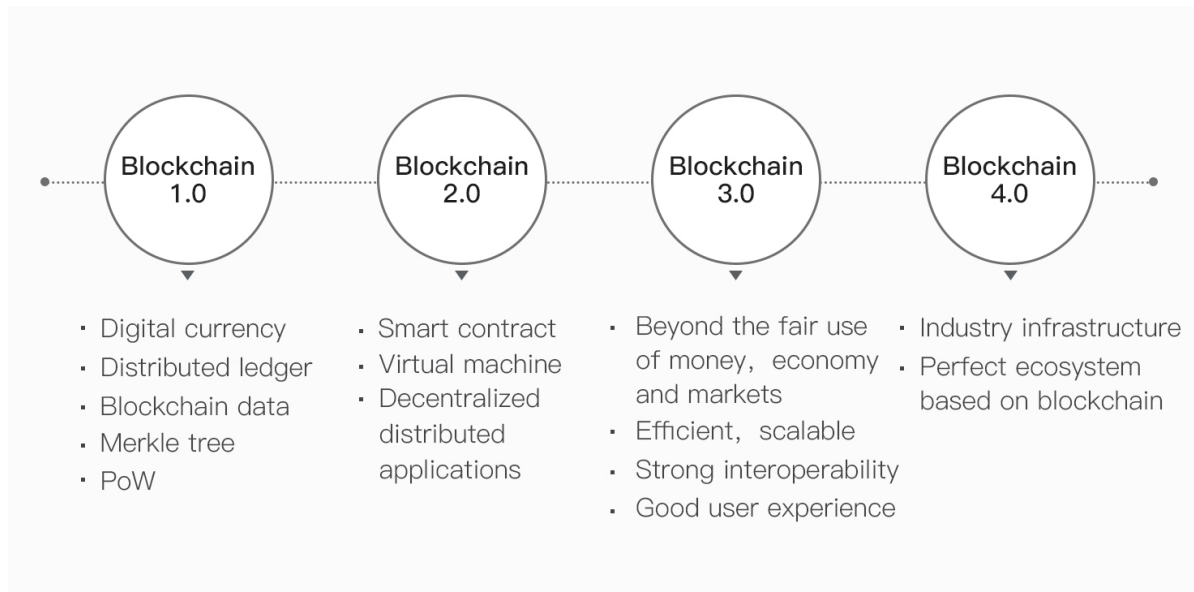 Blockchain
1.0
Blockchain
2.0
Blockchain
3.0
Blockchain
4.0
· Digital currency
· Distributed ledger
· Blockchain data
· Merkle tree
· PoW
· Smart contract
· Virtual machine
· Decentralized
distributed
applications
· Beyond the fair use
of money, economy
and markets
· Efficient, scalable
· Strong interoperability
· Good user experience
· Industry infrastructure
· Perfect ecosystem
based on blockchain